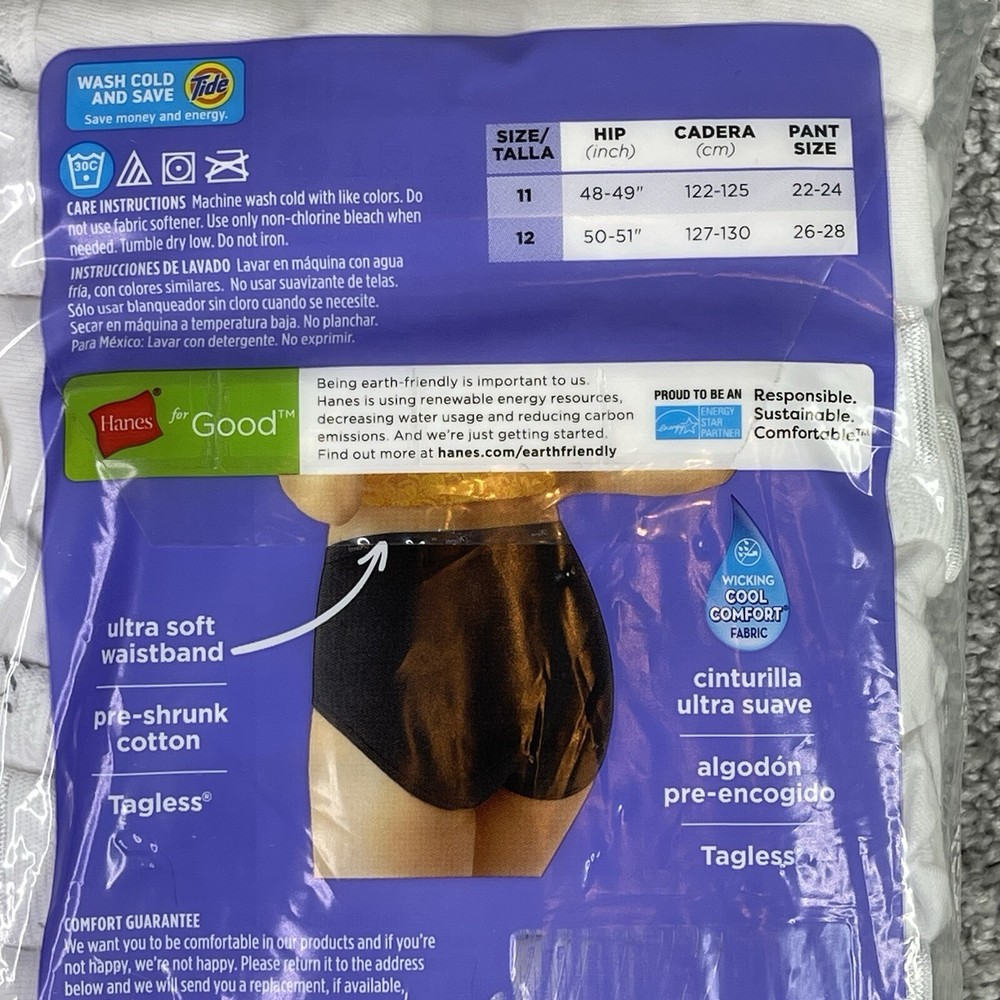 WASH COLD
AND SAVE
Tide
Save money and energy.
30C
CARE INSTRUCTIONS Machine wash cold with like colors. Do
not use fabric softener. Use only non-chlorine bleach when
needed. Tumble dry low. Do not iron.
INSTRUCCIONES DE LAVADO Lavar en máquina con agua
fría, con colores similares. No usar suavizante de telas.
Sólo usar blanqueador sin cloro cuando se necesite.
Secar en máquina a temperatura baja. No planchar.
Para México: Lavar con detergente. No exprimir.
SIZE/ TALLA HIP (inch) CADERA (cm) PANT SIZE
11 48-49" 122-125 22-24
12 50-51" 127-130 26-28
Hanes® for Good™
Being earth-friendly is important to us.
Hanes is using renewable energy resources,
decreasing water usage and reducing carbon
emissions. And we're just getting started.
Find out more at hanes.com/earthfriendly
PROUD TO BE AN
energy
ENERGY
STAR
PARTNER
Responsible.
Sustainable.
Comfortable™
ultra soft
waistband
pre-shrunk
cotton
Tagless®
WICKING
COOL
COMFORT®
FABRIC
cinturilla
ultra suave
algodón
pre-encogido
Tagless®
COMFORT GUARANTEE
We want you to be comfortable in our products and if you're
not happy, we're not happy. Please return it to the address
below and we will send you a replacement, if available,